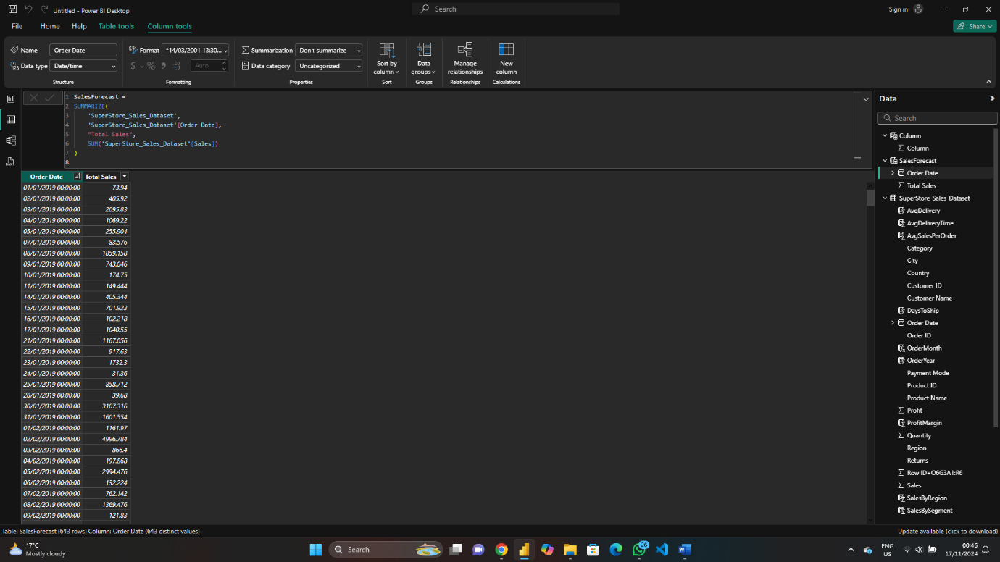 Untitled - Power BI Desktop
Search
Sign in
File
Home
Help
Table tools
Column tools
Share
Name
Order Date
Format
*14/03/2001 13:30...
Summarization
Don't summarize
Data type
Date/time
$
%
Auto
Data category
Uncategorized
Sort by
column
Data
groups
Manage
relationships
New
column
Structure
Formatting
Properties
Sort
Groups
Relationships
Calculations
1 SalesForecast =
2 SUMMARIZE(
3 'SuperStore_Sales_Dataset',
4 'SuperStore_Sales_Dataset'[Order Date],
5 "Total Sales",
6 SUM('SuperStore_Sales_Dataset'[Sales])
7 )
8
Order Date Total Sales
01/01/2019 00:00:00 73.94
02/01/2019 00:00:00 405.92
03/01/2019 00:00:00 2095.83
04/01/2019 00:00:00 1069.22
05/01/2019 00:00:00 255.904
07/01/2019 00:00:00 83.576
08/01/2019 00:00:00 1859.158
09/01/2019 00:00:00 743.046
10/01/2019 00:00:00 174.75
11/01/2019 00:00:00 149.444
14/01/2019 00:00:00 405.344
15/01/2019 00:00:00 701.923
16/01/2019 00:00:00 102.218
17/01/2019 00:00:00 1040.55
21/01/2019 00:00:00 1167.056
22/01/2019 00:00:00 917.63
23/01/2019 00:00:00 1732.3
24/01/2019 00:00:00 31.36
25/01/2019 00:00:00 858.712
28/01/2019 00:00:00 39.68
30/01/2019 00:00:00 3107.316
31/01/2019 00:00:00 1601.554
01/02/2019 00:00:00 1161.97
02/02/2019 00:00:00 4996.784
03/02/2019 00:00:00 866.4
04/02/2019 00:00:00 197.868
05/02/2019 00:00:00 2994.476
06/02/2019 00:00:00 132.224
07/02/2019 00:00:00 762.142
08/02/2019 00:00:00 1369.476
09/02/2019 00:00:00 121.83
Data
Search
Column
Column
SalesForecast
Order Date
Total Sales
SuperStore_Sales_Dataset
AvgDelivery
AvgDeliveryTime
AvgSalesPerOrder
Category
City
Country
Customer ID
Customer Name
DaysToShip
Order Date
Order ID
OrderMonth
OrderYear
Payment Mode
Product ID
Product Name
Profit
ProfitMargin
Quantity
Region
Returns
Row ID+O6G3A1:R6
Sales
SalesByRegion
SalesBySegment
Table: SalesForecast (643 rows) Column: Order Date (643 distinct values)
Update available (click to download)
17°C
Mostly cloudy
Search
26
ENG
US
00:46
17/11/2024